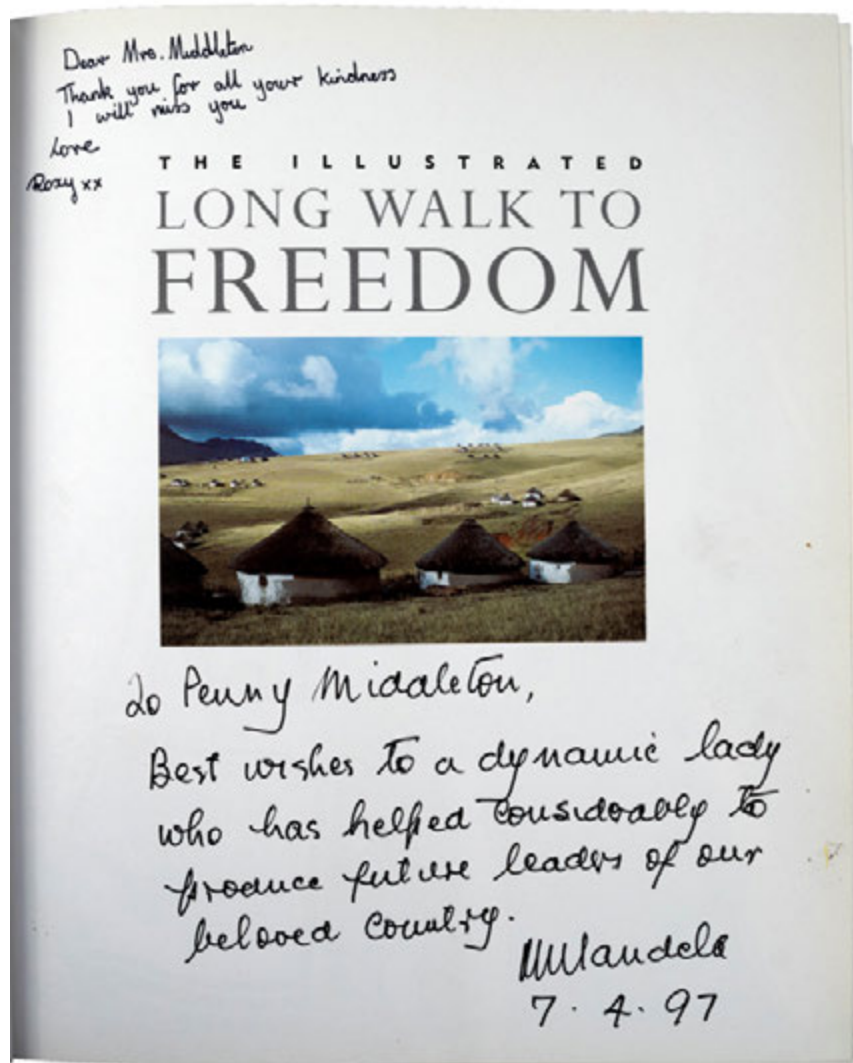 Dear Mrs. Middleton
Thank you for all your kindness
I will miss you
Love
Roxy xx
THE ILLUSTRATED
LONG WALK TO
FREEDOM
To Penny Middleton,
Best wishes to a dynamic lady
who has helped considerably to
produce future leaders of our
beloved country.
NMandela
7.4.97